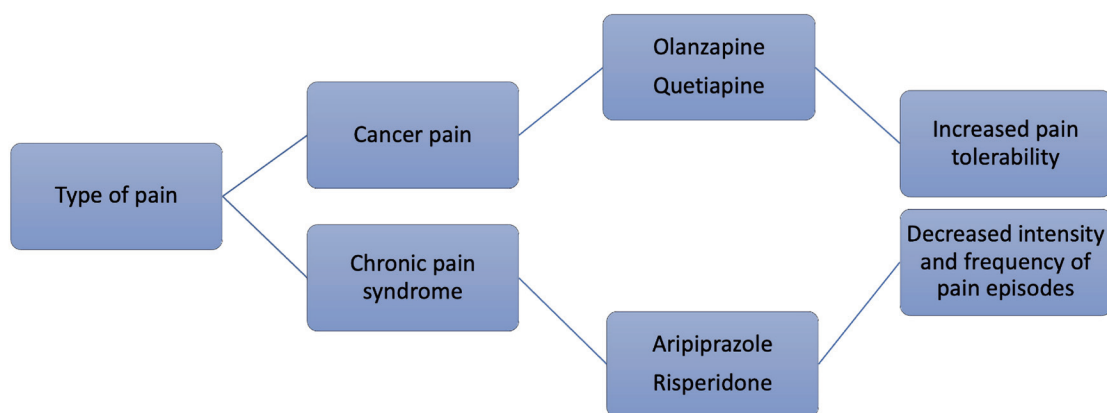 Type of pain
Cancer pain
Olanzapine
Quetiapine
Increased pain
tolerability
Chronic pain
syndrome
Aripiprazole
Risperidone
Decreased intensity
and frequency of
pain episodes